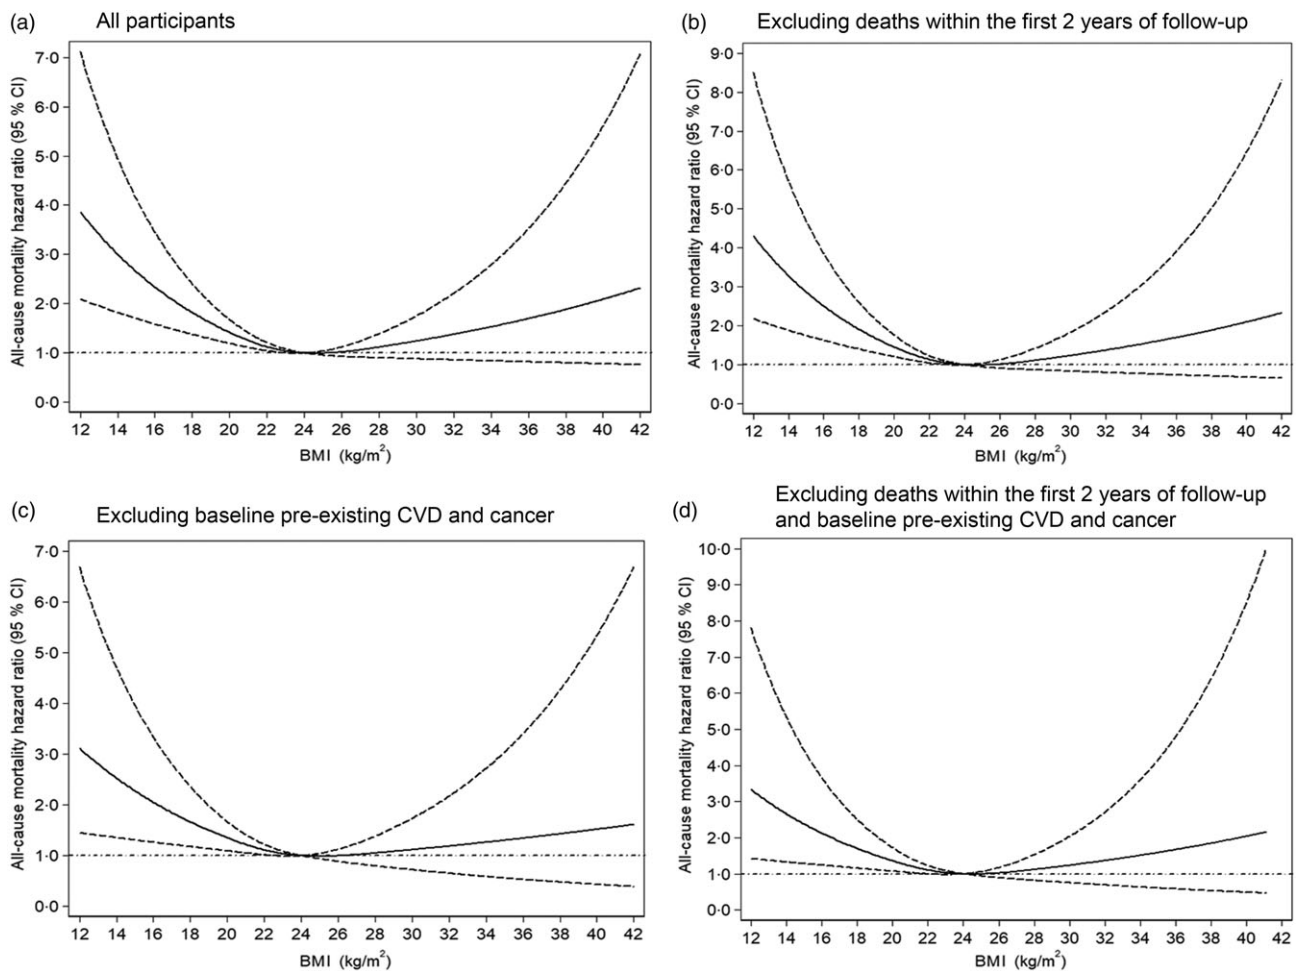 (a) All participants
All-cause mortality hazard ratio (95 % CI)
7·0
6·0
5·0
4·0
3·0
2·0
1·0
0·0
12 14 16 18 20 22 24 26 28 30 32 34 36 38 40 42
BMI (kg/m²)
(b) Excluding deaths within the first 2 years of follow-up
All-cause mortality hazard ratio (95 % CI)
9·0
8·0
7·0
6·0
5·0
4·0
3·0
2·0
1·0
0·0
12 14 16 18 20 22 24 26 28 30 32 34 36 38 40 42
BMI (kg/m²)
(c) Excluding baseline pre-existing CVD and cancer
All-cause mortality hazard ratio (95 % CI)
7·0
6·0
5·0
4·0
3·0
2·0
1·0
0·0
12 14 16 18 20 22 24 26 28 30 32 34 36 38 40 42
BMI (kg/m²)
(d) Excluding deaths within the first 2 years of follow-up
and baseline pre-existing CVD and cancer
All-cause mortality hazard ratio (95 % CI)
10·0
9·0
8·0
7·0
6·0
5·0
4·0
3·0
2·0
1·0
0·0
12 14 16 18 20 22 24 26 28 30 32 34 36 38 40 42
BMI (kg/m²)